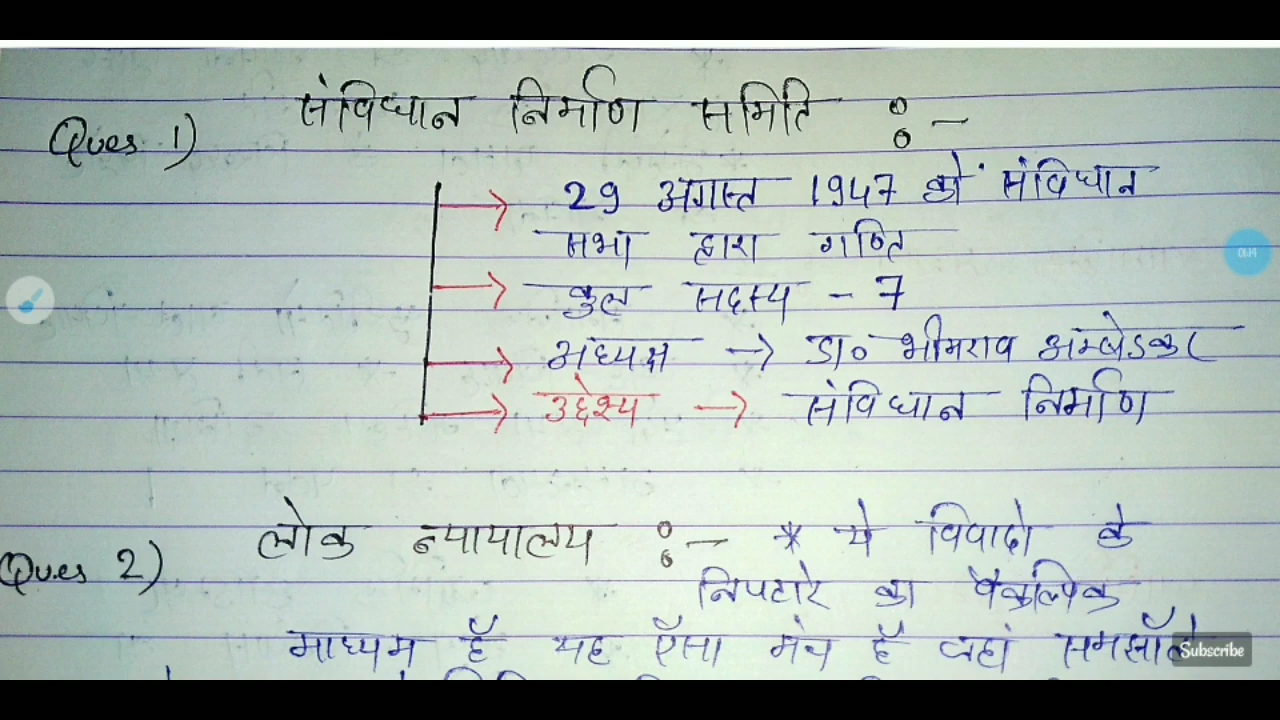 Ques 1) संविधान निर्माण समिति :-
29 अगस्त 1947 को संविधान
सभा द्वारा गठित
कुल सदस्य - 7
अध्यक्ष → डा० भीमराव अम्बेडकर
उद्देश्य → संविधान निर्माण
Ques 2) लोक न्यायालय :- * ये विवादो के
निपटारे का वैकल्पिक
माध्यम हैं यह ऐसा मंच हैं जहां
Subscribe